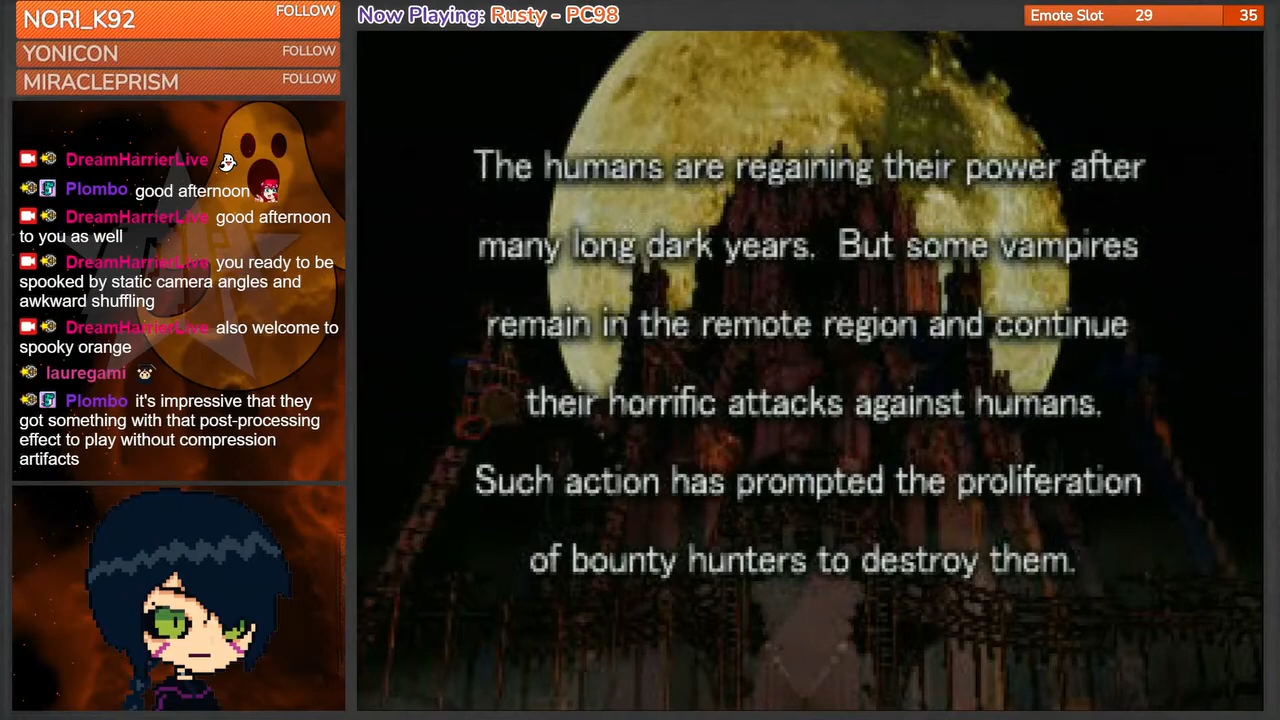 NORI_K92 FOLLOW
YONICON FOLLOW
MIRACLEPRISM FOLLOW
DreamHarrierLive
Plombo good afternoon
DreamHarrierLive good afternoon
to you as well
DreamHarrierLive you ready to be
spooked by static camera angles and
awkward shuffling
DreamHarrierLive also welcome to
spooky orange
lauregami
Plombo it's impressive that they
got something with that post-processing
effect to play without compression
artifacts
Now Playing: Rusty - PC98
Emote Slot 29 35
The humans are regaining their power after
many long dark years. But some vampires
remain in the remote region and continue
their horrific attacks against humans.
Such action has prompted the proliferation
of bounty hunters to destroy them.